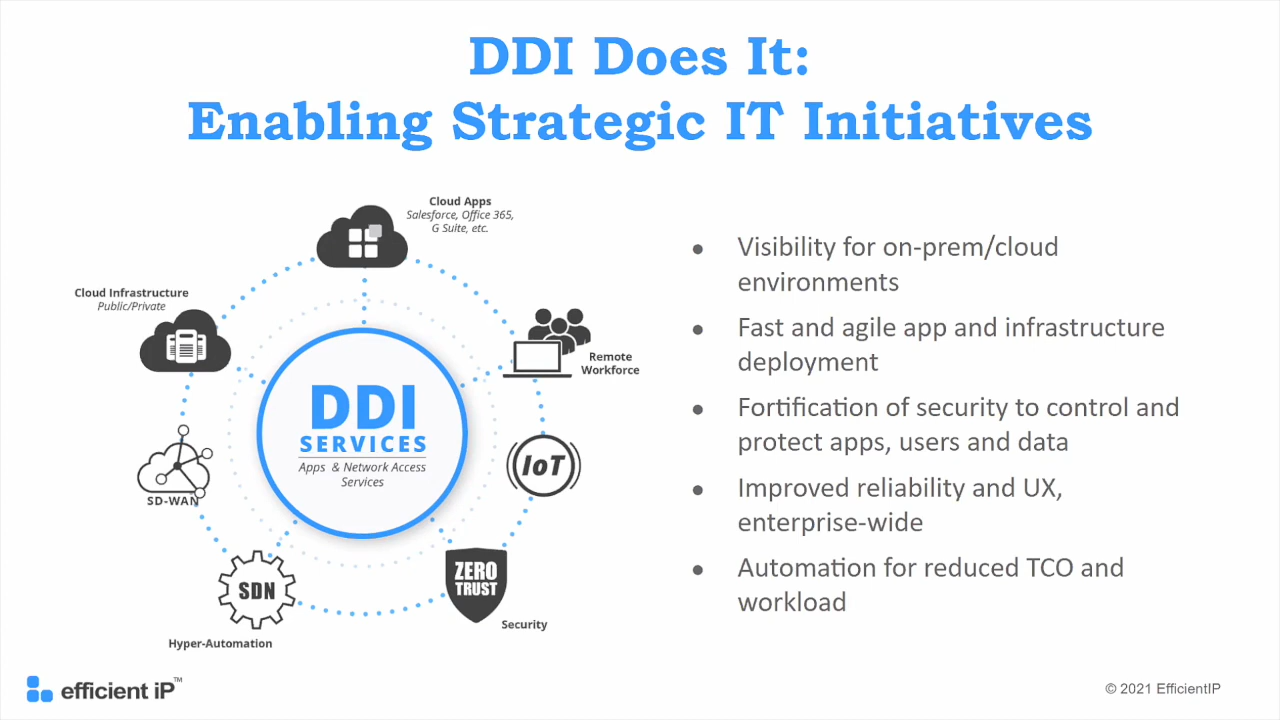 DDI Does It:
Enabling Strategic IT Initiatives
Cloud Apps
Salesforce, Office 365,
G Suite, etc.
Cloud Infrastructure
Public/Private
Remote
Workforce
DDI
SERVICES
Apps & Network Access
Services
IoT
SD-WAN
ZERO
TRUST
Security
SDN
Hyper-Automation
• Visibility for on-prem/cloud
environments
• Fast and agile app and infrastructure
deployment
• Fortification of security to control and
protect apps, users and data
• Improved reliability and UX,
enterprise-wide
• Automation for reduced TCO and
workload
efficient iP™
© 2021 EfficientIP